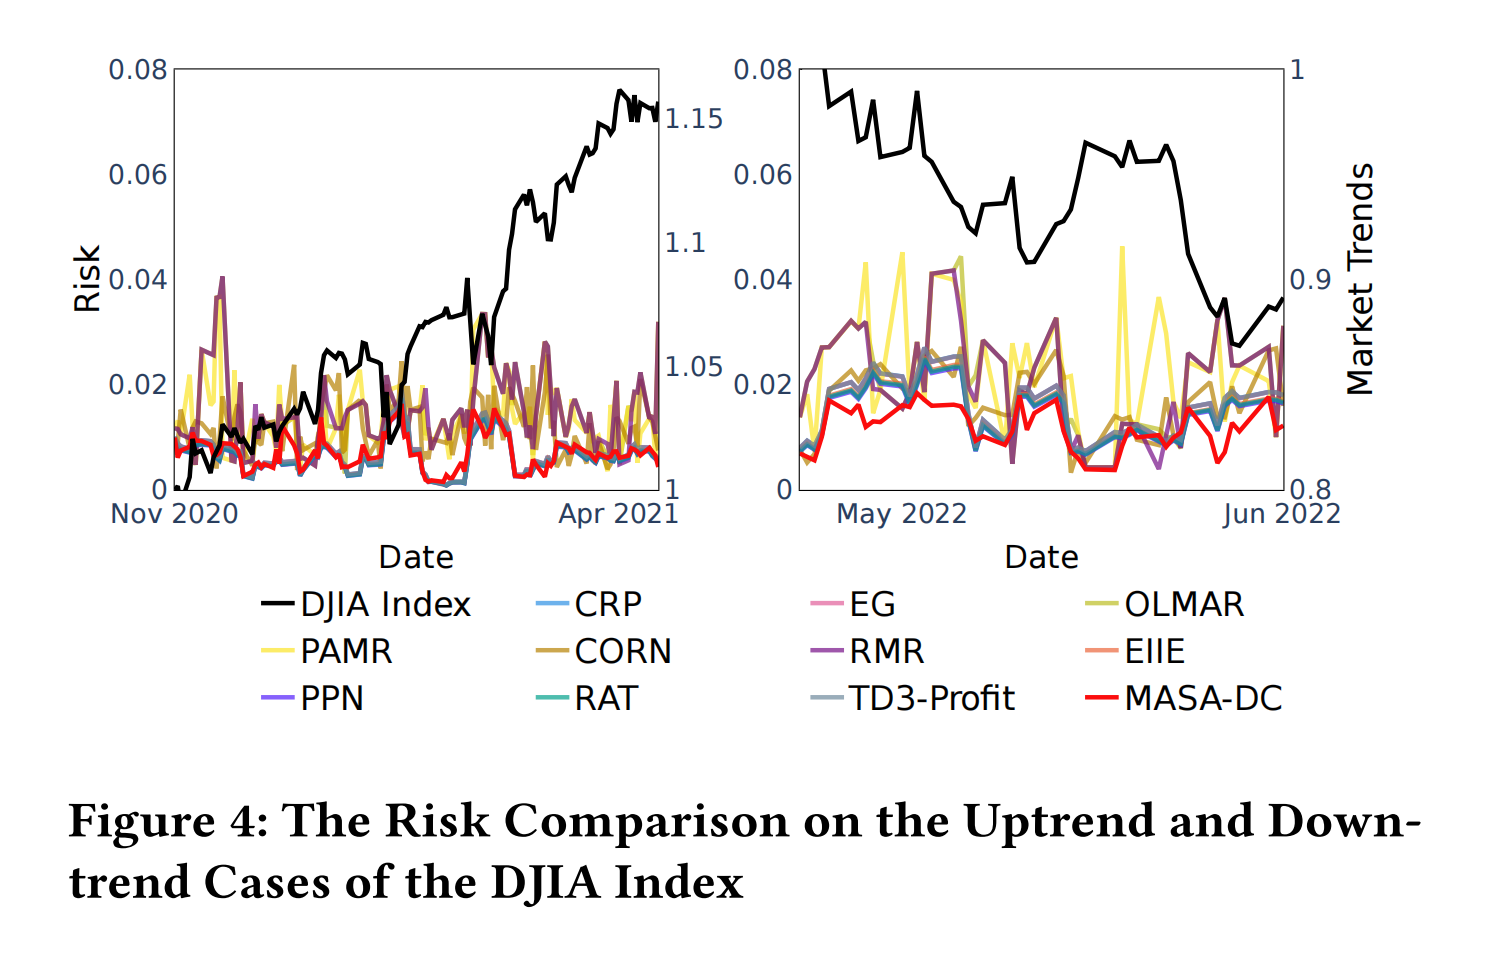 0.08
0.06
0.04
0.02
0
Risk
1.15
1.1
1.05
1
Nov 2020
Apr 2021
Date
0.08
0.06
0.04
0.02
0
1
0.9
0.8
Market Trends
May 2022
Jun 2022
Date
DJIA Index CRP EG OLMAR
PAMR CORN RMR EIIE
PPN RAT TD3-Profit MASA-DC
Figure 4: The Risk Comparison on the Uptrend and Down-
trend Cases of the DJIA Index